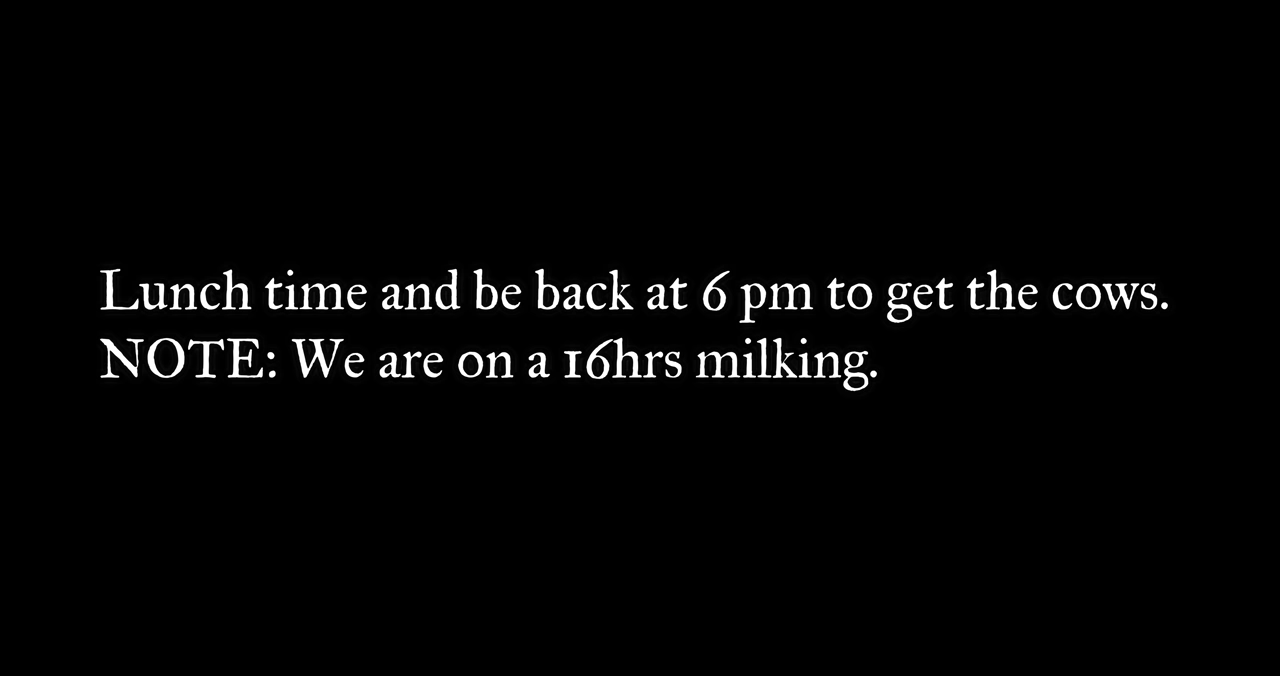 Lunch time and be back at 6 pm to get the cows.
NOTE: We are on a 16hrs milking.